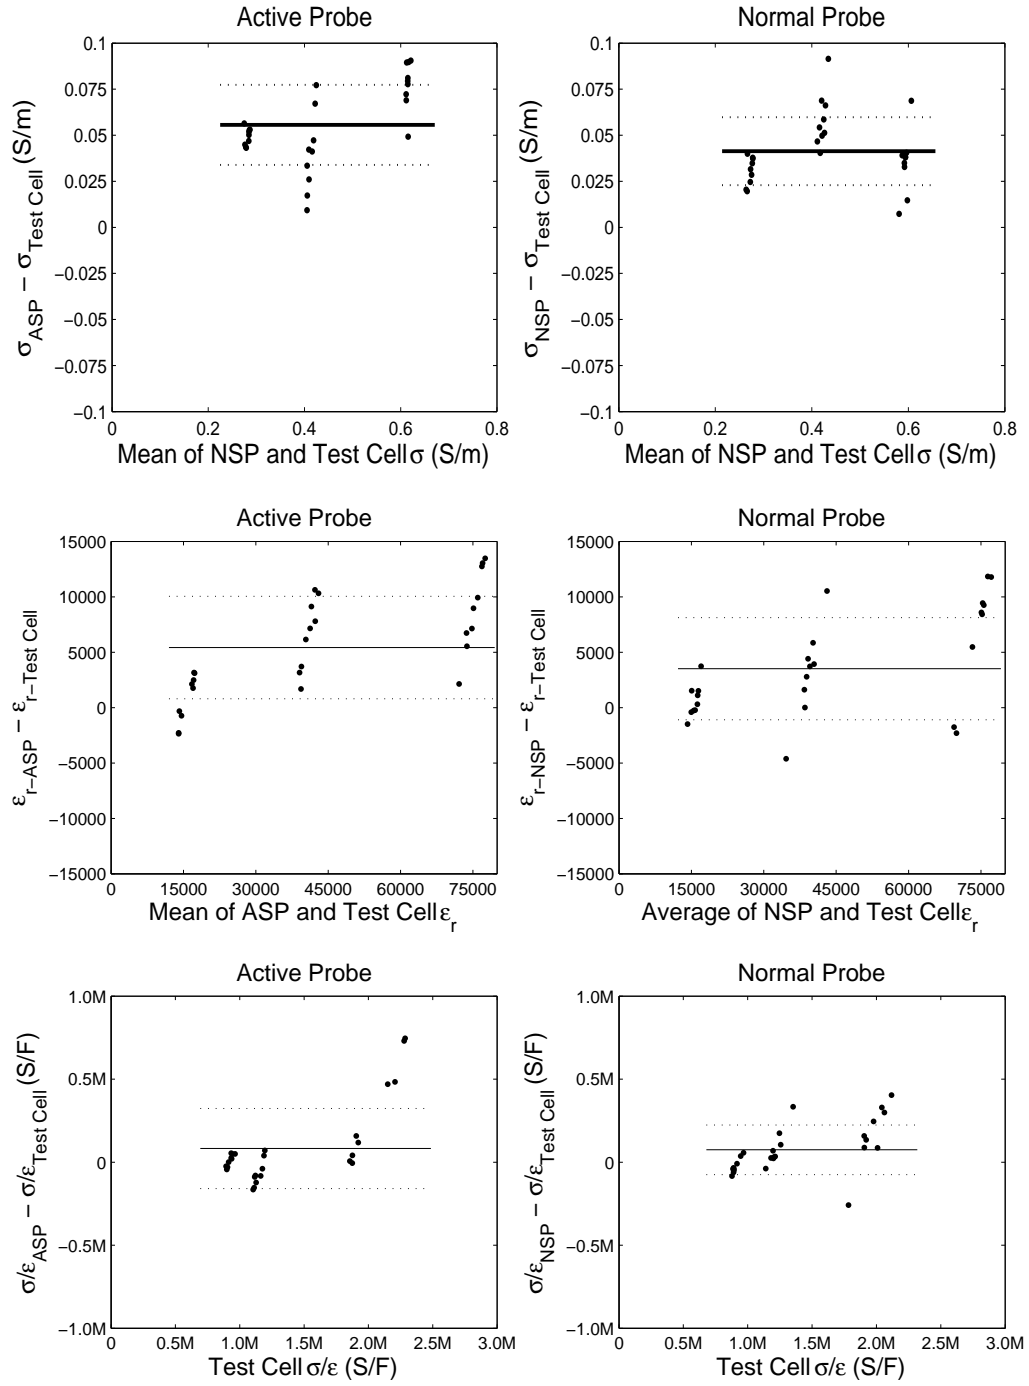 Active Probe
0.1
0.075
0.05
0.025
0
−0.025
−0.05
−0.075
−0.1
0
0.2
0.4
0.6
0.8
σASP − σTest Cell (S/m)
Mean of NSP and Test Cell σ (S/m)
Normal Probe
0.1
0.075
0.05
0.025
0
−0.025
−0.05
−0.075
−0.1
0
0.2
0.4
0.6
0.8
σNSP − σTest Cell (S/m)
Mean of NSP and Test Cell σ (S/m)
Active Probe
15000
10000
5000
0
−5000
−10000
−15000
0
15000
30000
45000
60000
75000
εr−ASP − εr−Test Cell
Mean of ASP and Test Cell εr
Normal Probe
15000
10000
5000
0
−5000
−10000
−15000
0
15000
30000
45000
60000
75000
εr−NSP − εr−Test Cell
Average of NSP and Test Cell εr
Active Probe
1.0M
0.5M
0
−0.5M
−1.0M
0
0.5M
1.0M
1.5M
2.0M
2.5M
3.0M
σ/εASP − σ/εTest Cell (S/F)
Test Cell σ/ε (S/F)
Normal Probe
1.0M
0.5M
0
−0.5M
−1.0M
0
0.5M
1.0M
1.5M
2.0M
2.5M
3.0M
σ/εNSP − σ/εTest Cell (S/F)
Test Cell σ/ε (S/F)